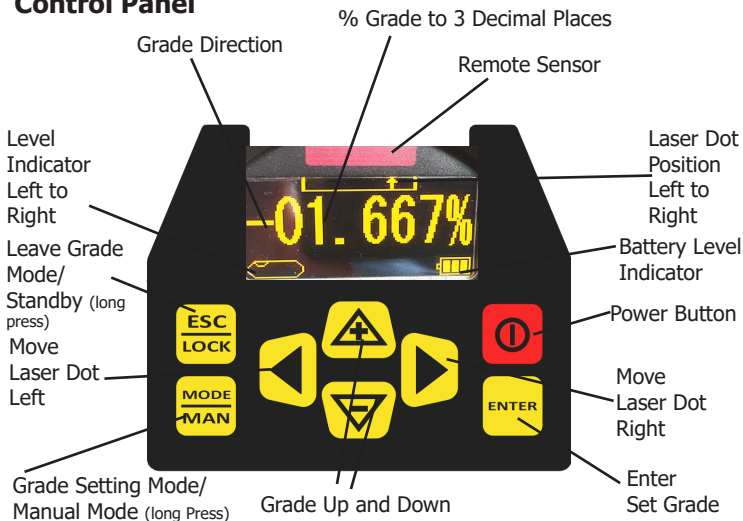 Control Panel
% Grade to 3 Decimal Places
Grade Direction
Remote Sensor
Level
Indicator
Left to
Right
Laser Dot
Position
Left to
Right
-01.667%
Leave Grade
Mode/
Standby (long
press)
Battery Level
Indicator
ESC
LOCK
Power Button
Move
Laser Dot
Left
MODE
MAN
ENTER
Move
Laser Dot
Right
Grade Setting Mode/
Manual Mode (long Press)
Grade Up and Down
Enter
Set Grade